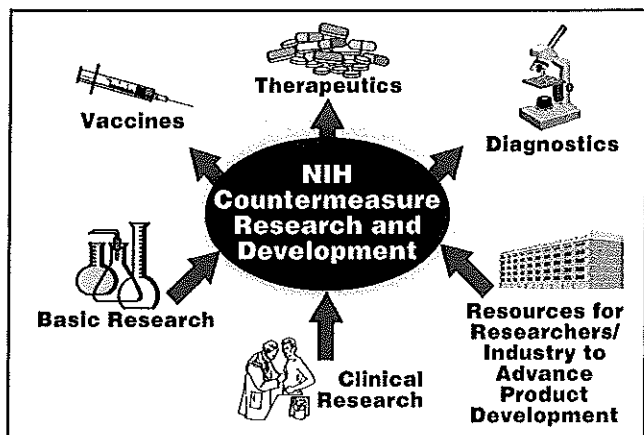 Therapeutics
Vaccines
Diagnostics
NIH
Countermeasure
Research and
Development
Basic Research
Clinical
Research
Resources for
Researchers/
Industry to
Advance
Product
Development